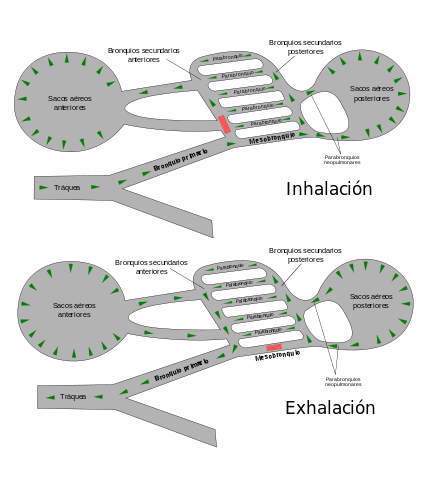 Bronquios secundarios
anteriores
Bronquios secundarios
posteriores
Parabronquio
Parabronquio
Parabronquio
Parabronquio
Parabronquio
Sacos aéreos
anteriores
Sacos aéreos
posteriores
Mesobronquio
Bronquio primario
Parabronquios
neopulmonares
Tráquea
Inhalación
Bronquios secundarios
anteriores
Bronquios secundarios
posteriores
Parabronquio
Parabronquio
Parabronquio
Parabronquio
Parabronquio
Sacos aéreos
anteriores
Sacos aéreos
posteriores
Mesobronquio
Bronquio primario
Parabronquios
neopulmonares
Tráquea
Exhalación